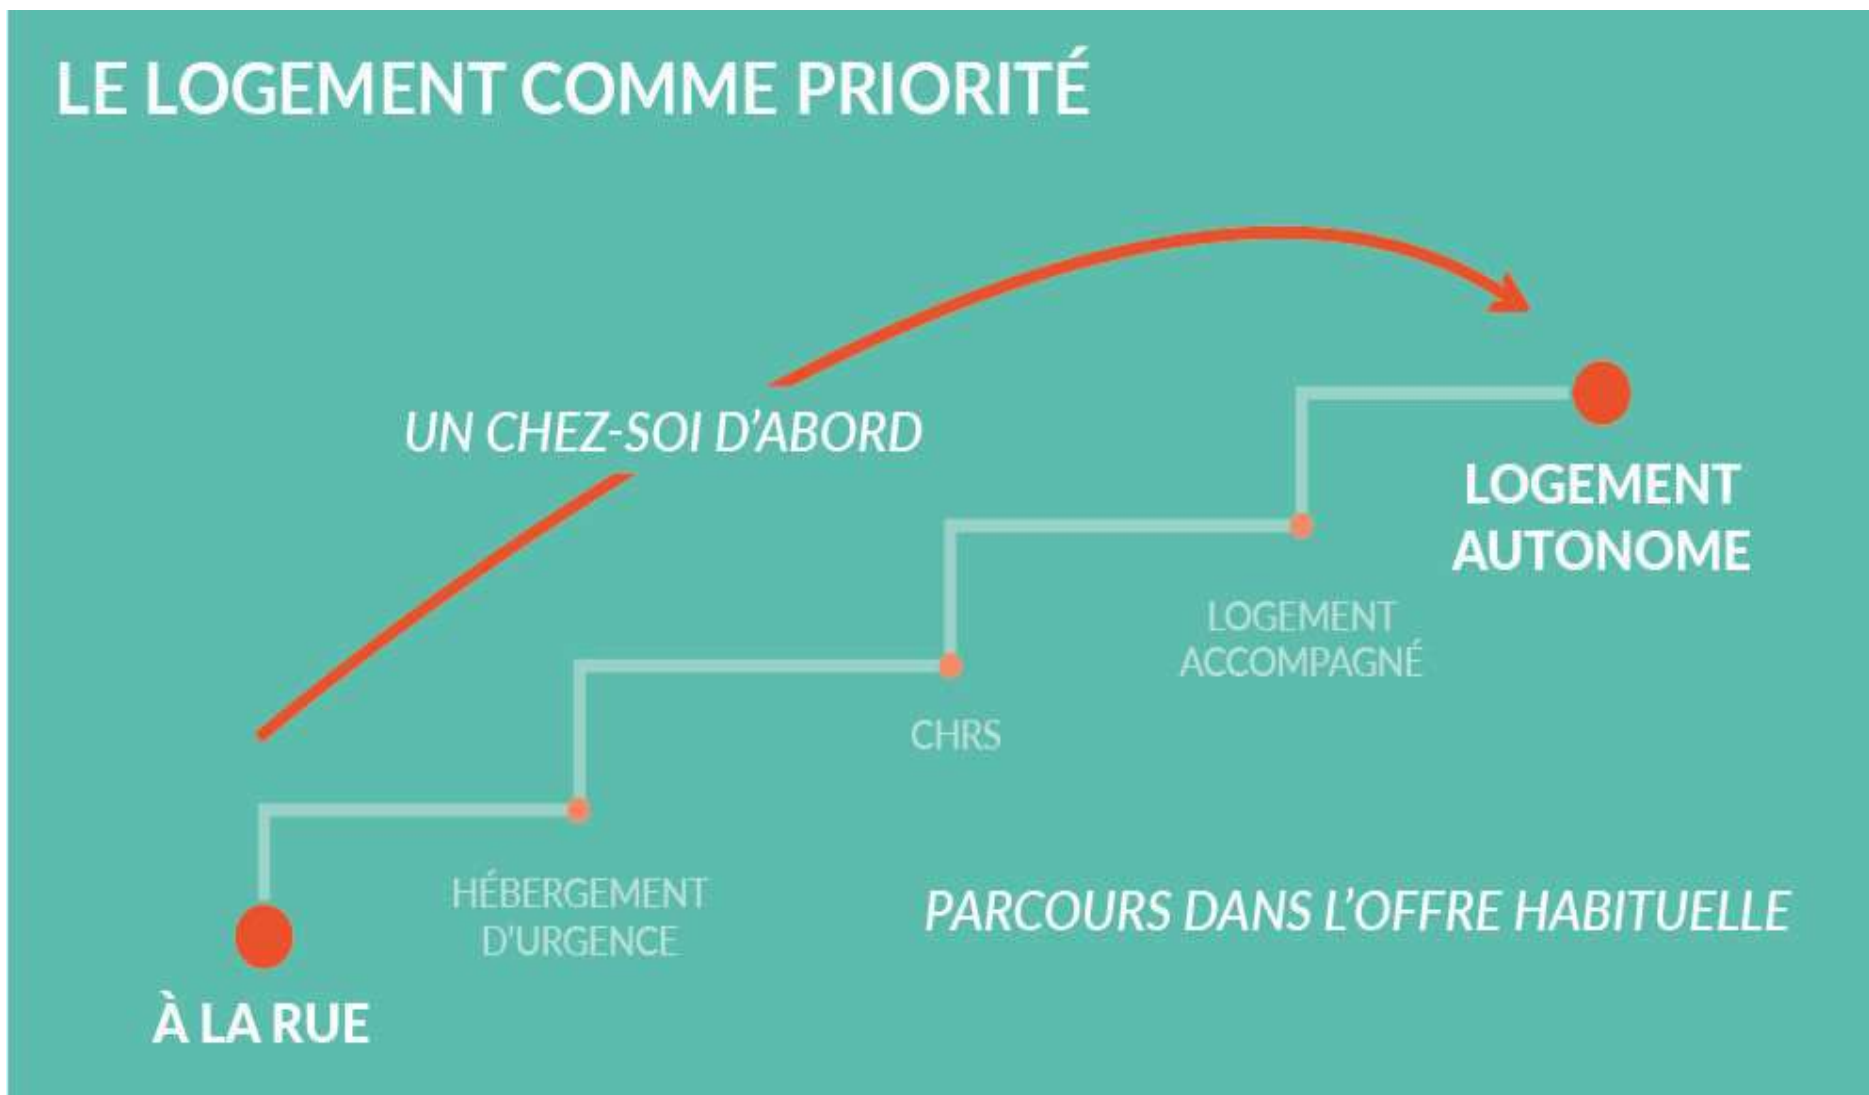 LE LOGEMENT COMME PRIORITÉ
UN CHEZ-SOI D’ABORD
LOGEMENT
AUTONOME
LOGEMENT
ACCOMPAGNÉ
CHRS
HÉBERGEMENT
D’URGENCE
PARCOURS DANS L’OFFRE HABITUELLE
À LA RUE